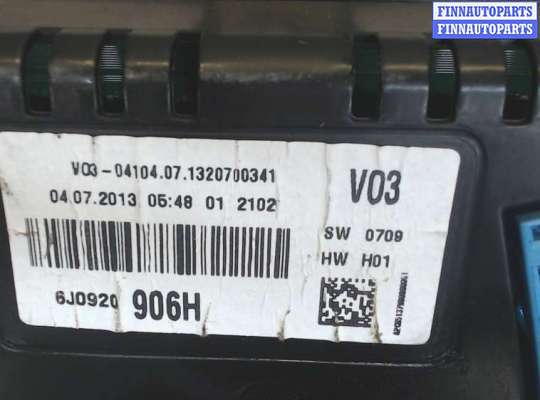 FINNAUTOPARTS
FINNAUTOPARTS
V03-04104.07.1320700341
04.07.2013 05:48 01 2102
V03
SW 0709
HW H01
6J0920 906H